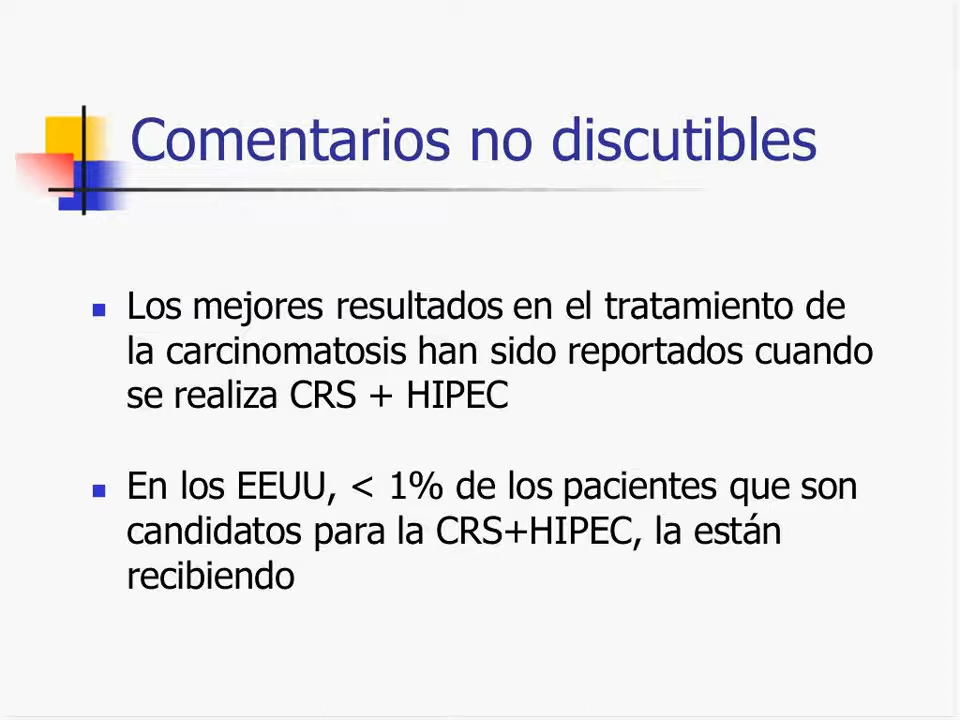 Comentarios no discutibles
Los mejores resultados en el tratamiento de
la carcinomatosis han sido reportados cuando
se realiza CRS + HIPEC
En los EEUU, < 1% de los pacientes que son
candidatos para la CRS+HIPEC, la están
recibiendo